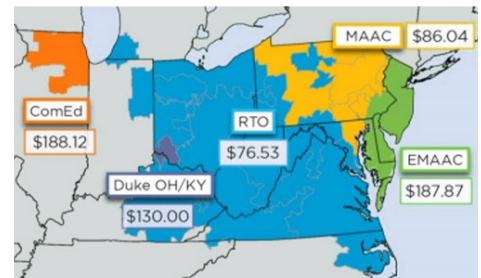 MAAC $86.04
ComEd
$188.12
RTO
$76.53
EMAAC
$187.87
Duke OH/KY
$130.00